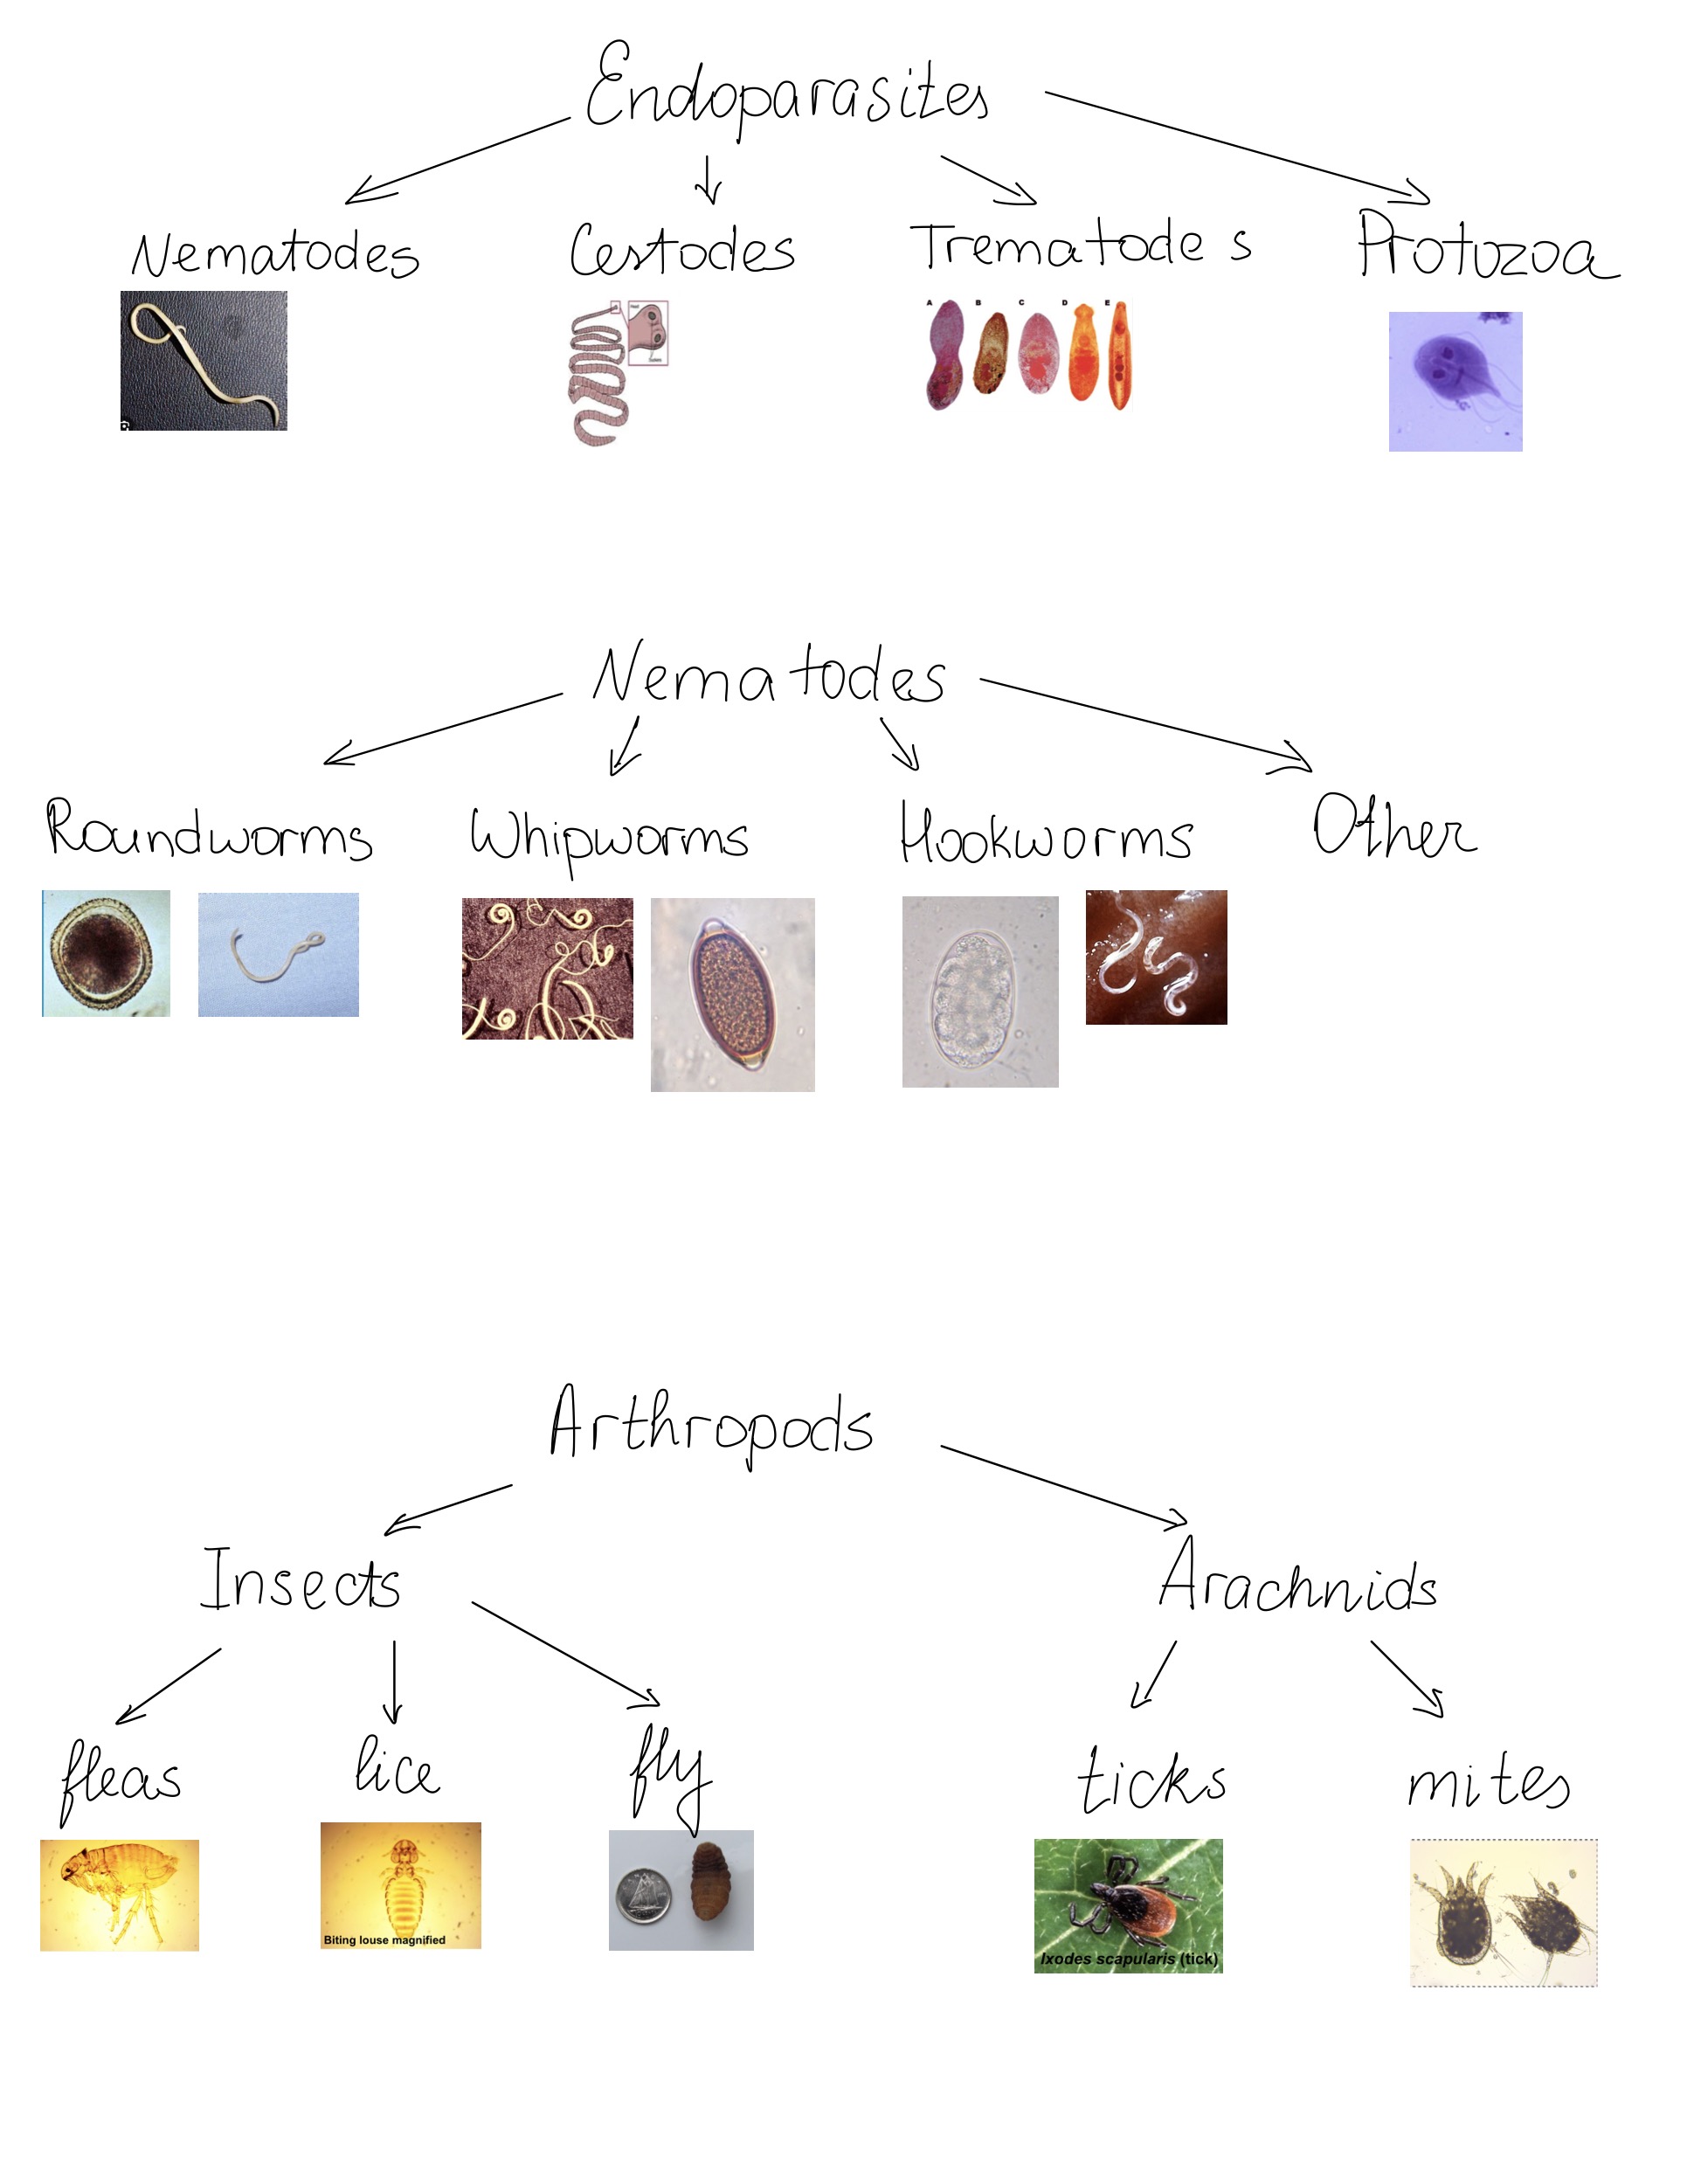 Endoparasites
Nematodes Cestodes Trematodes Protozoa
A B C D E
Nematodes
Roundworms Whipworms Hookworms Other
Arthropods
Insects Arachnids
fleas lice fly ticks mites
Biting louse magnified
Ixodes scapularis (tick)